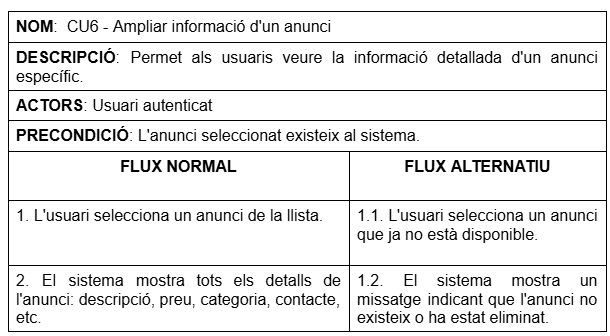 NOM: CU6 - Ampliar informació d'un anunci
DESCRIPCIÓ: Permet als usuaris veure la informació detallada d'un anunci
específic.
ACTORS: Usuari autenticat
PRECONDICIÓ: L'anunci seleccionat existeix al sistema.
FLUX NORMAL
FLUX ALTERNATIU
1. L'usuari selecciona un anunci de la llista.
1.1. L'usuari selecciona un anunci
que ja no està disponible.
2. El sistema mostra tots els detalls de
l'anunci: descripció, preu, categoria, contacte,
etc.
1.2. El sistema mostra un
missatge indicant que l'anunci no
existeix o ha estat eliminat.